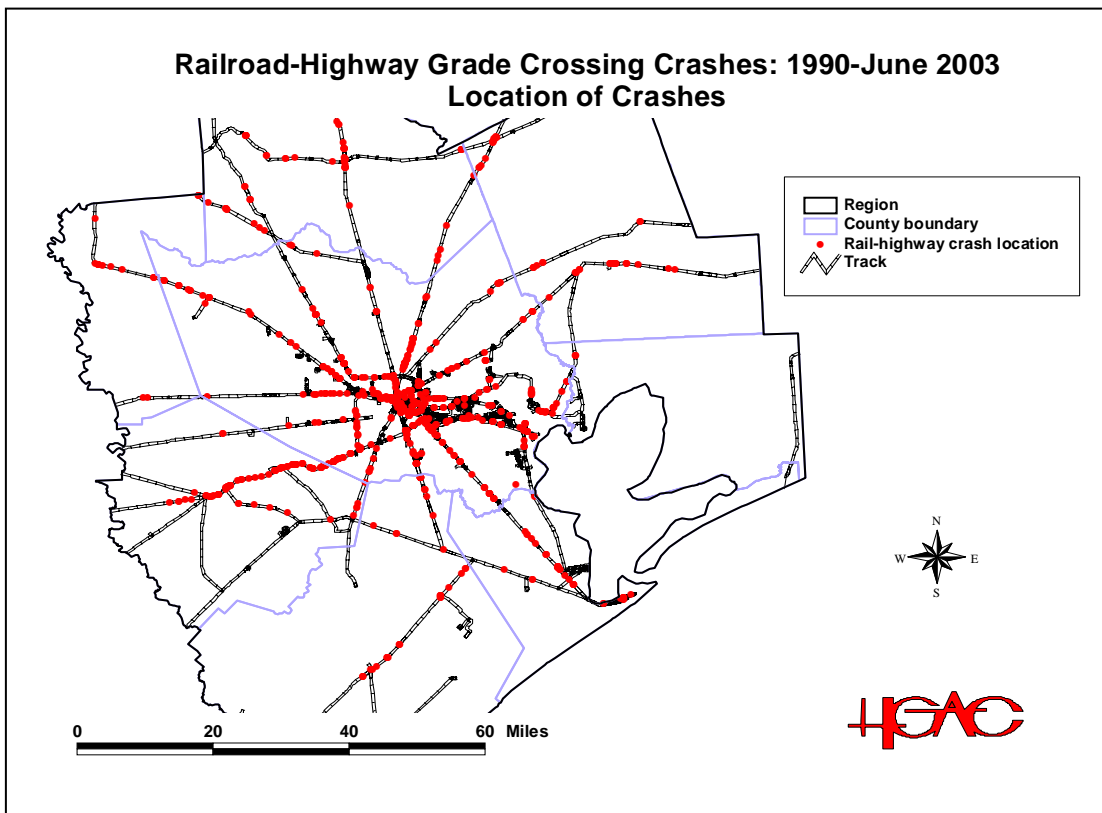 Railroad-Highway Grade Crossing Crashes: 1990-June 2003
Location of Crashes
Region
County boundary
Rail-highway crash location
Track
N
W E
S
0 20 40 60 Miles
HGAC